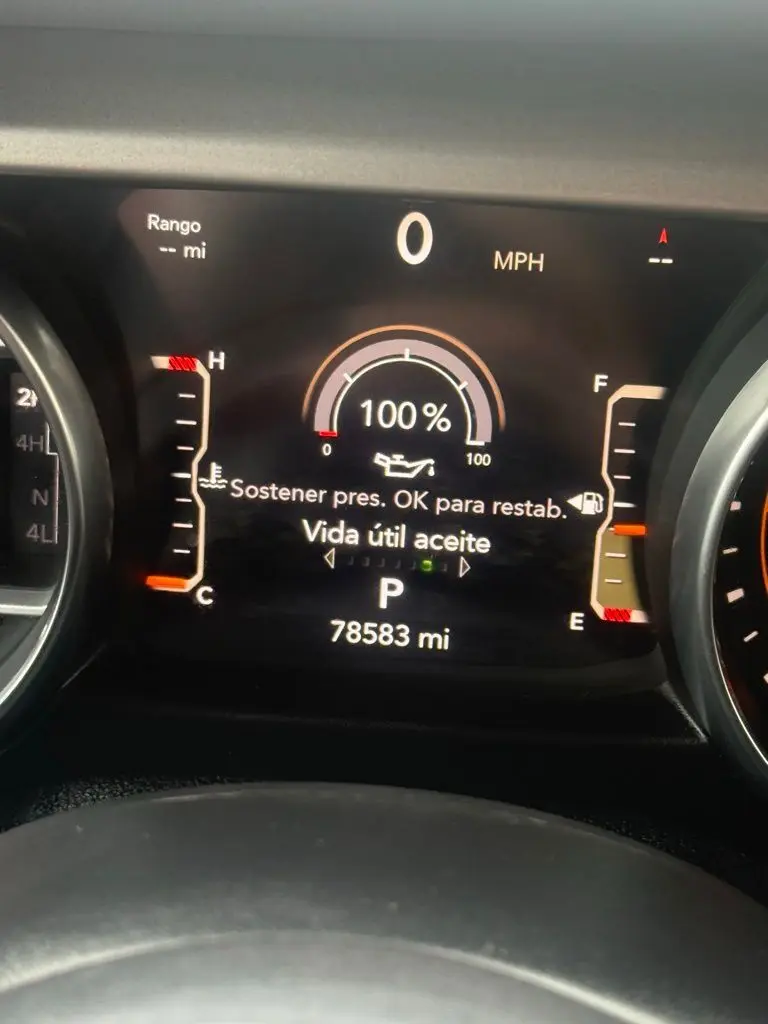 Rango
-- mi
0
MPH
--
H
F
2H
4H
N
4L
100 %
0
100
Sostener pres. OK para restab.
Vida útil aceite
C
E
P
78583 mi